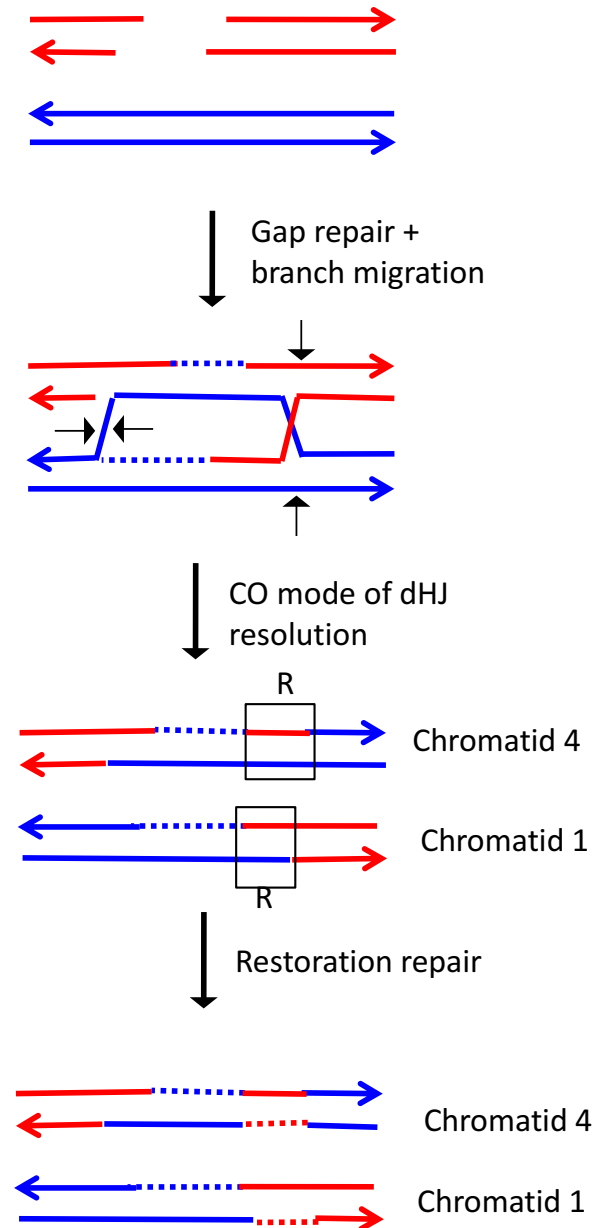 Gap repair +
branch migration
CO mode of dHJ
resolution
R
Chromatid 4
Chromatid 1
R
Restoration repair
Chromatid 4
Chromatid 1